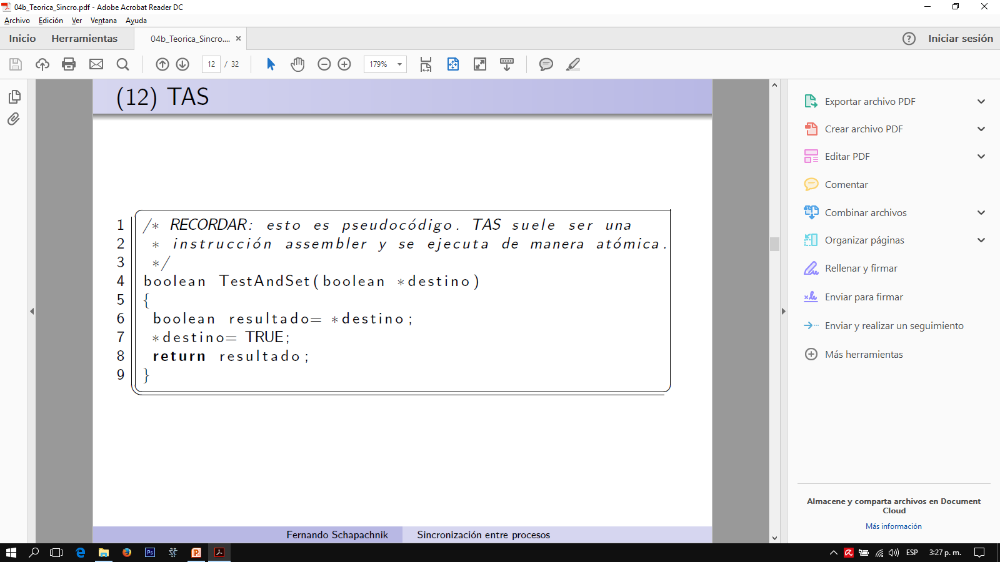 04b_Teorica_Sincro.pdf - Adobe Acrobat Reader DC
Archivo Edición Ver Ventana Ayuda
Inicio Herramientas 04b_Teorica_Sincro.... × ? Iniciar sesión
12 / 32 179%
(12) TAS
1 /* RECORDAR: esto es pseudocódigo. TAS suele ser una
2 * instrucción assembler y se ejecuta de manera atómica.
3 */
4 boolean TestAndSet(boolean *destino)
5 {
6 boolean resultado= *destino;
7 *destino= TRUE;
8 return resultado;
9 }
Fernando Schapachnik Sincronización entre procesos
Exportar archivo PDF
Crear archivo PDF
Editar PDF
Comentar
Combinar archivos
Organizar páginas
Rellenar y firmar
Enviar para firmar
Enviar y realizar un seguimiento
Más herramientas
Almacene y comparta archivos en Document
Cloud
Más información
Ps ESP 3:27 p. m.